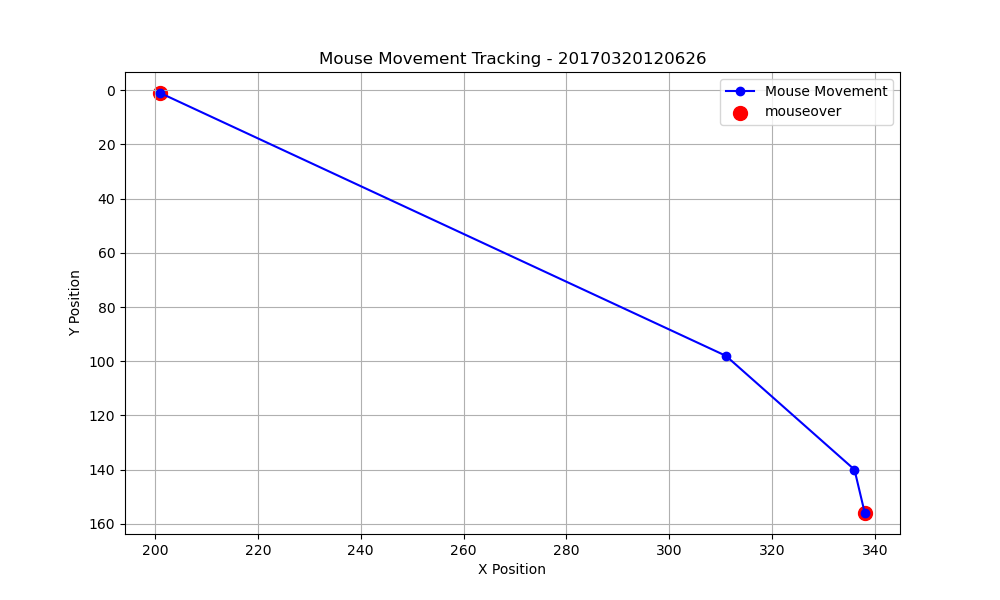 Mouse Movement Tracking - 20170320120626
Mouse Movement
mouseover
Y Position
0
20
40
60
80
100
120
140
160
200 220 240 260 280 300 320 340
X Position